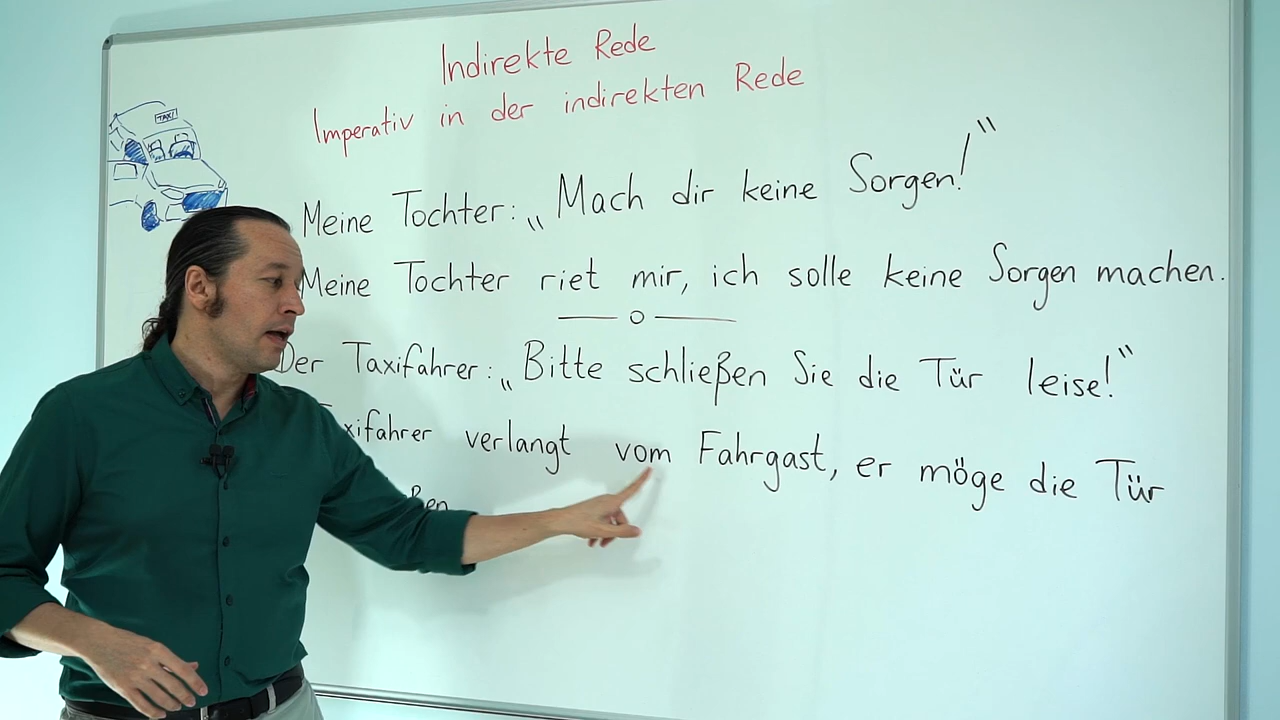 Indirekte Rede
Imperativ in der indirekten Rede
TAXI
Meine Tochter: „Mach dir keine Sorgen!“
Meine Tochter riet mir, ich solle keine Sorgen machen.
Der Taxifahrer: „Bitte schließen Sie die Tür leise!“
xifahrer verlangt vom Fahrgast, er möge die Tür
ßen